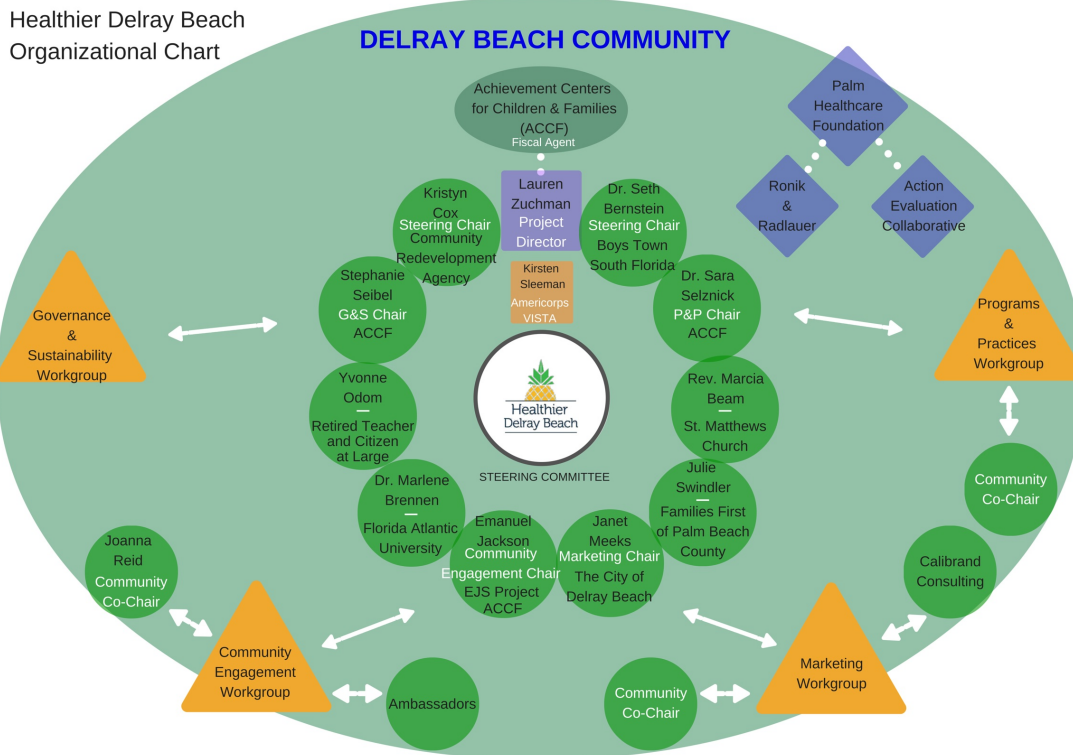 Healthier Delray Beach
Organizational Chart
DELRAY BEACH COMMUNITY
Achievement Centers
for Children & Families
(ACCF)
Fiscal Agent
Palm
Healthcare
Foundation
Ronik
&
Radlauer
Action
Evaluation
Collaborative
Lauren
Zuchman
Project
Director
Kristyn
Cox
Steering Chair
Community
Redevelopment
Agency
Dr. Seth
Bernstein
Steering Chair
Boys Town
South Florida
Kirsten
Sleeman
Americorps
VISTA
Stephanie
Seibel
G&S Chair
ACCF
Dr. Sara
Selznick
P&P Chair
ACCF
Governance
&
Sustainability
Workgroup
Programs
&
Practices
Workgroup
Yvonne
Odom
—
Retired Teacher
and Citizen
at Large
Healthier
Delray Beach
STEERING COMMITTEE
Rev. Marcia
Beam
—
St. Matthews
Church
Dr. Marlene
Brennen
—
Florida Atlantic
University
Julie
Swindler
—
Families First
of Palm Beach
County
Emanuel
Jackson
Community
Engagement Chair
EJS Project
ACCF
Janet
Meeks
Marketing Chair
The City of
Delray Beach
Community
Co-Chair
Joanna
Reid
Community
Co-Chair
Calibrand
Consulting
Community
Engagement
Workgroup
Marketing
Workgroup
Ambassadors
Community
Co-Chair